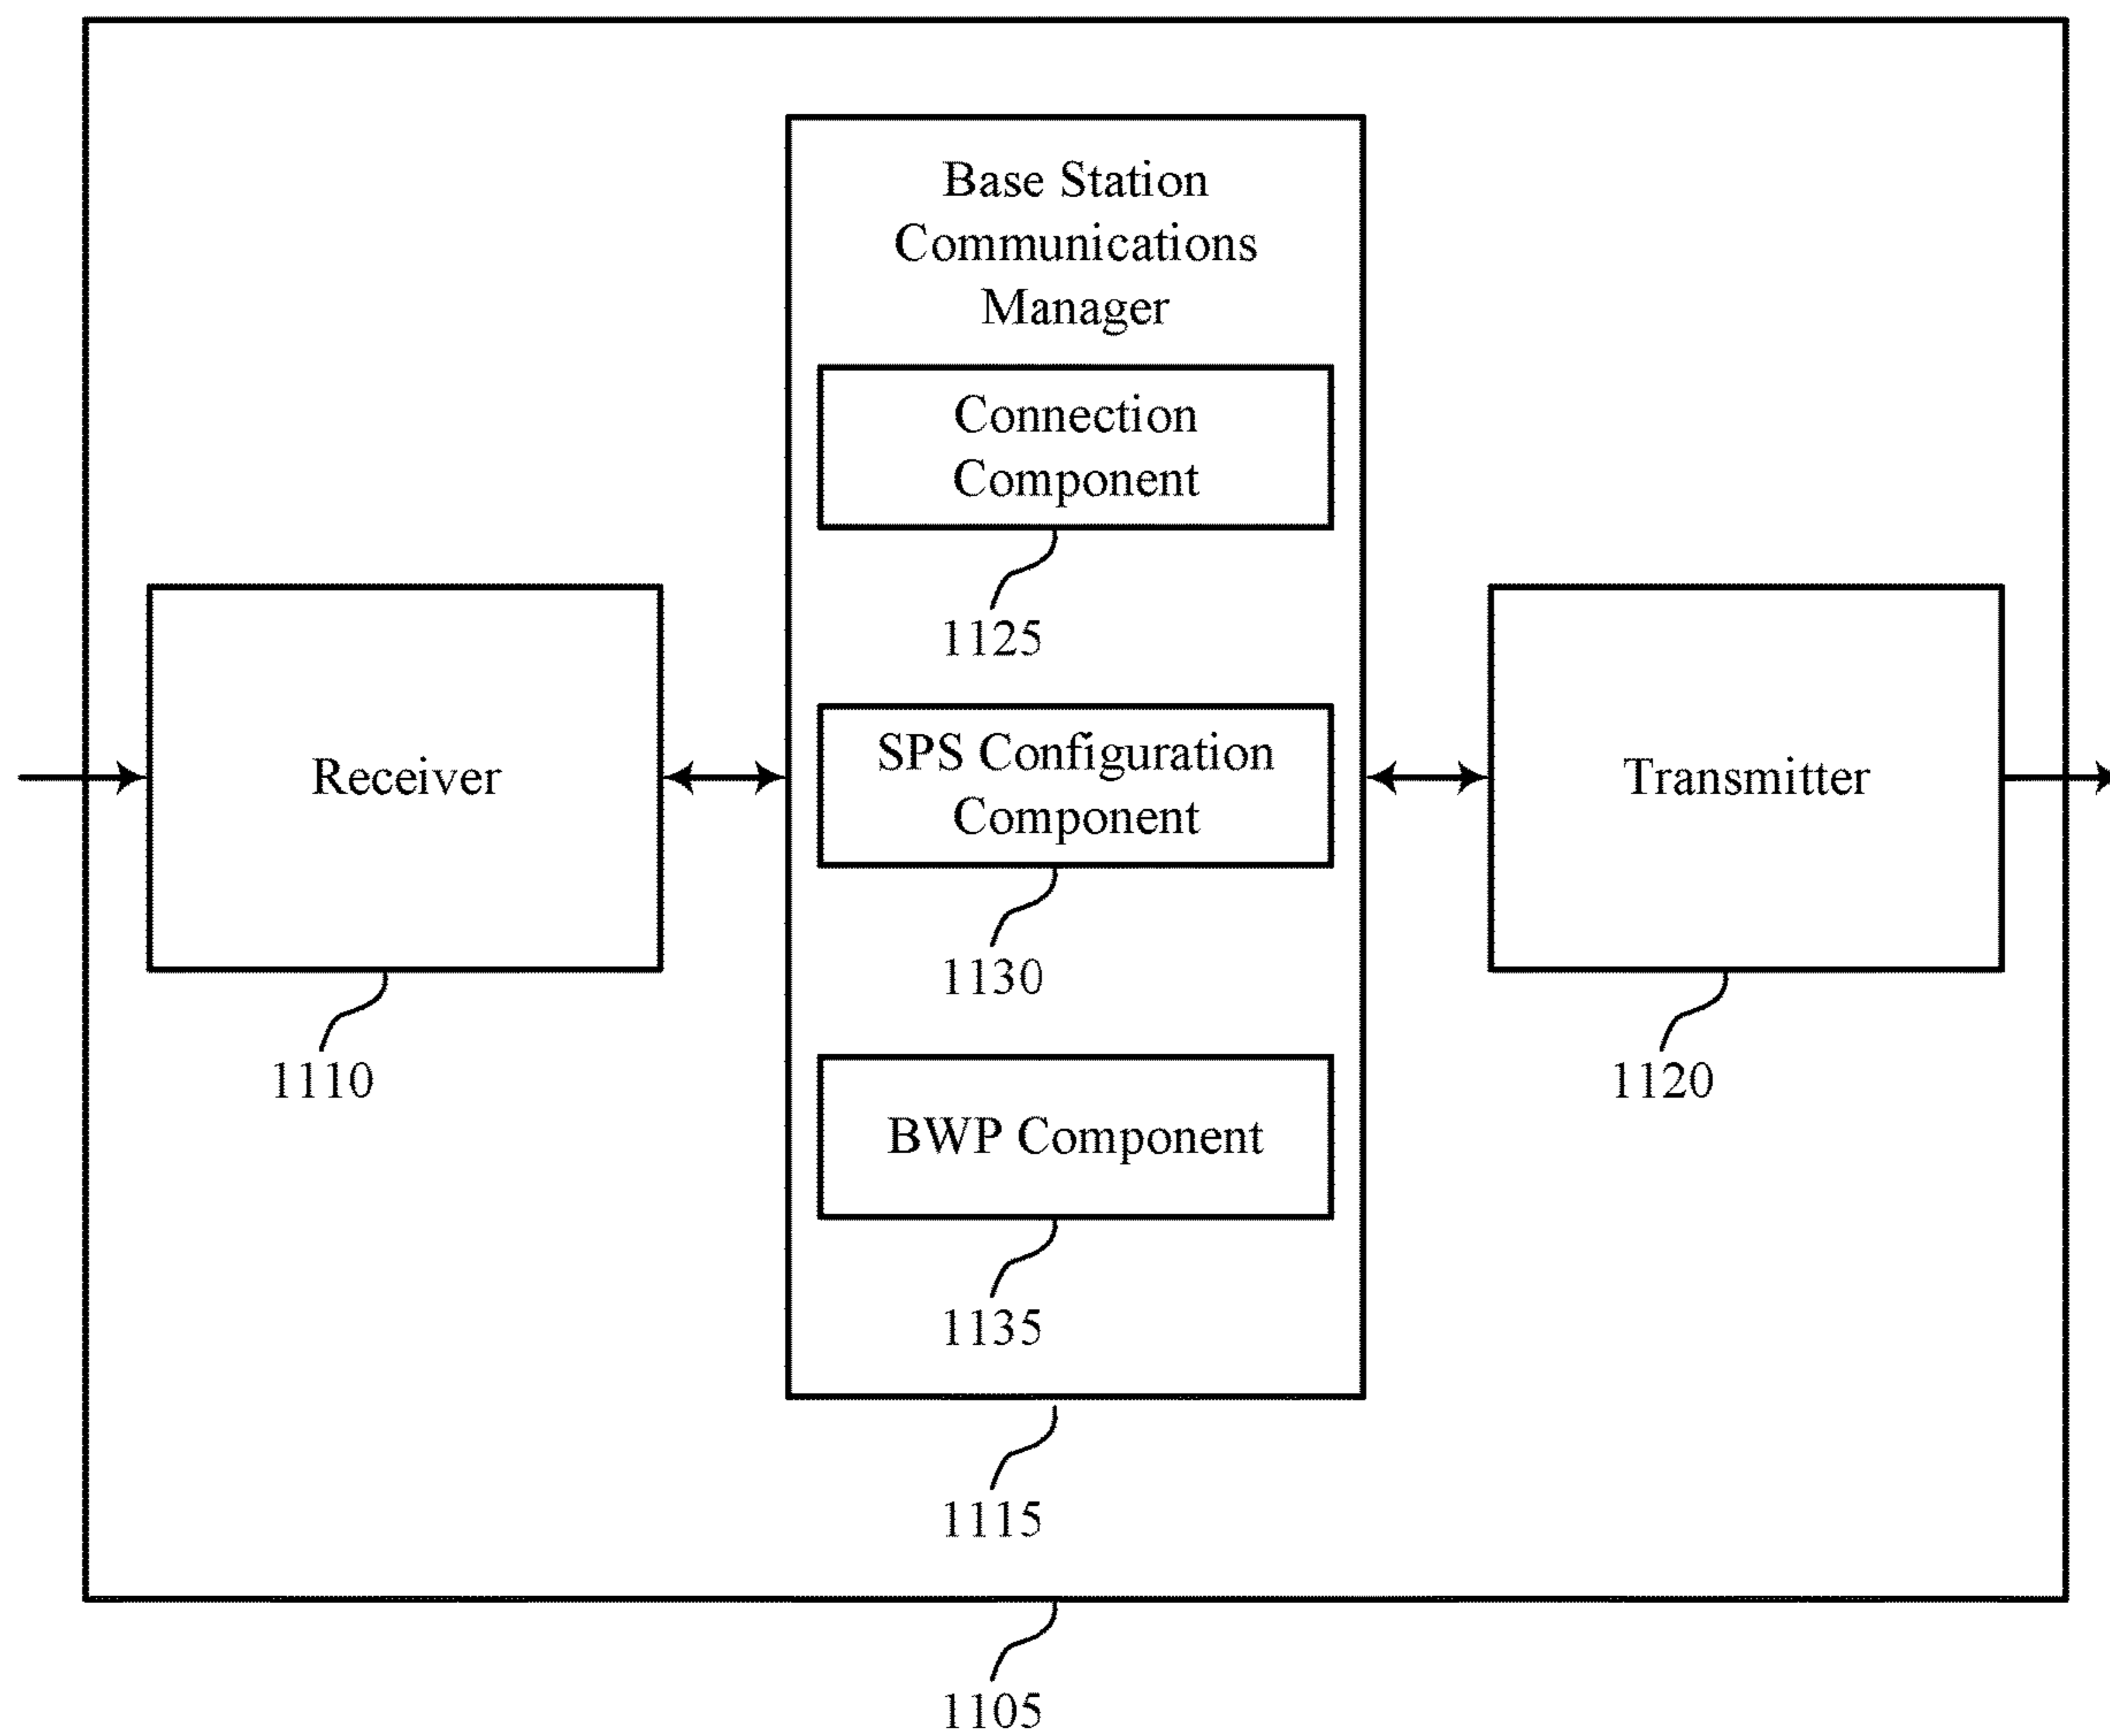 Base Station
Communications
Manager
Connection
Component
1125
Receiver
1110
SPS Configuration
Component
1130
Transmitter
1120
BWP Component
1135
1115
1105